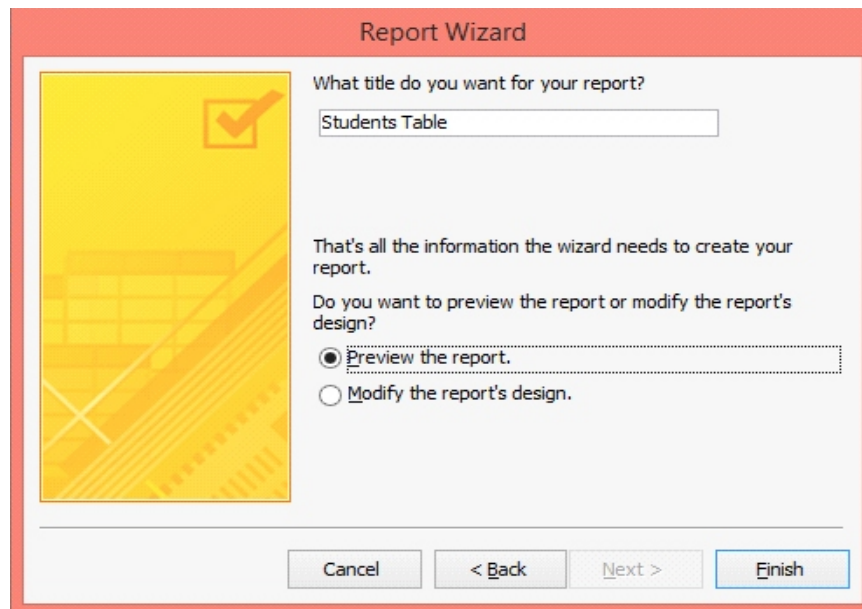 Report Wizard
What title do you want for your report?
Students Table
That's all the information the wizard needs to create your
report.
Do you want to preview the report or modify the report's
design?
Preview the report.
Modify the report's design.
Cancel
< Back
Next >
Finish